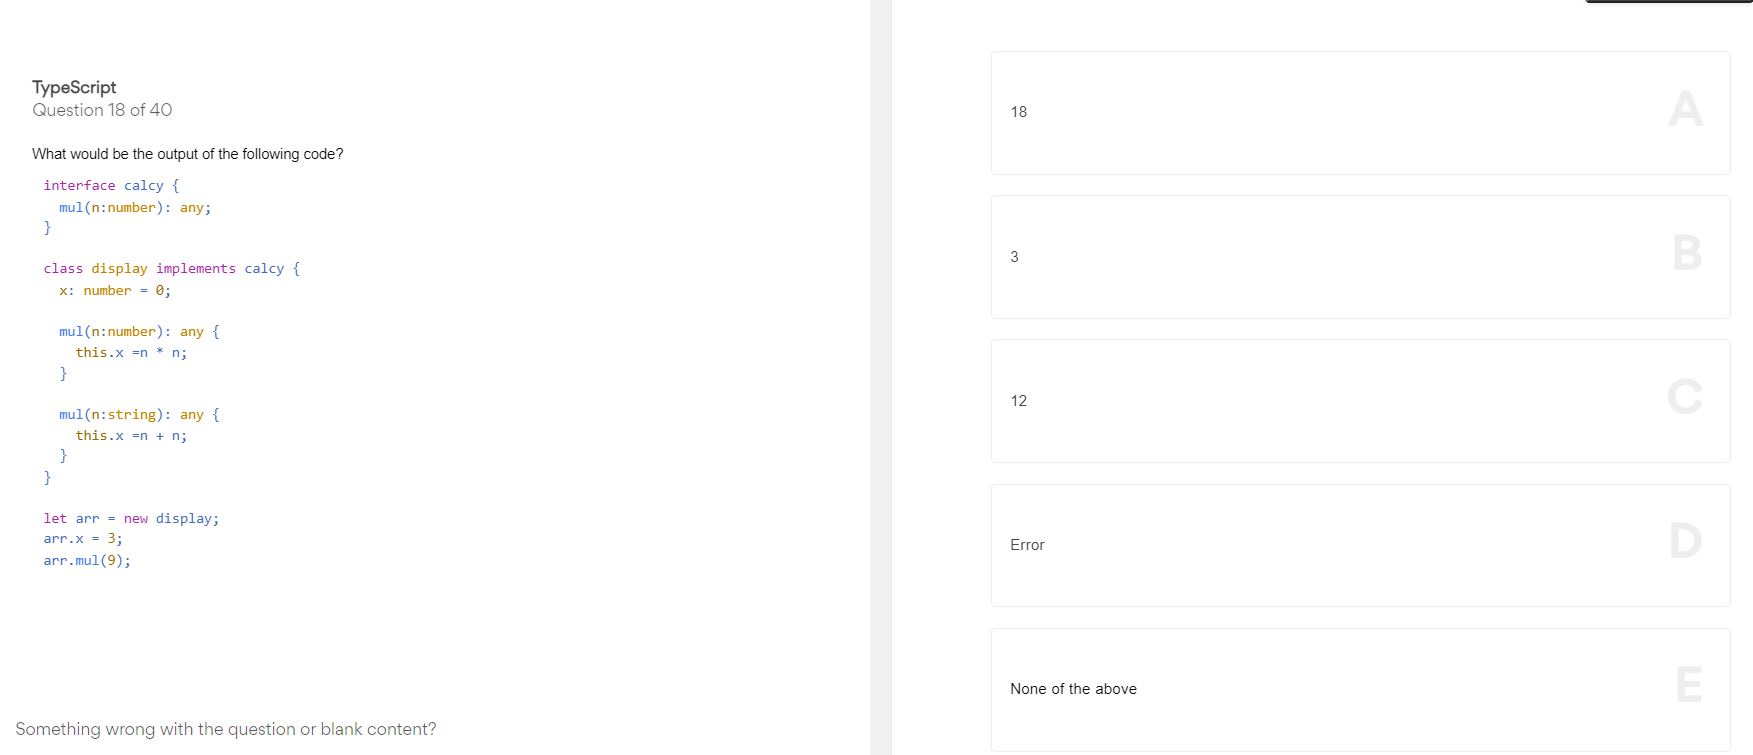 TypeScript
Question 18 of 40
What would be the output of the following code?
interface calcy {
  mul(n:number): any;
}

class display implements calcy {
  x: number = 0;

  mul(n:number): any {
    this.x =n * n;
  }

  mul(n:string): any {
    this.x =n + n;
  }
}

let arr = new display;
arr.x = 3;
arr.mul(9);
Something wrong with the question or blank content?
18
A
3
B
12
C
Error
D
None of the above
E